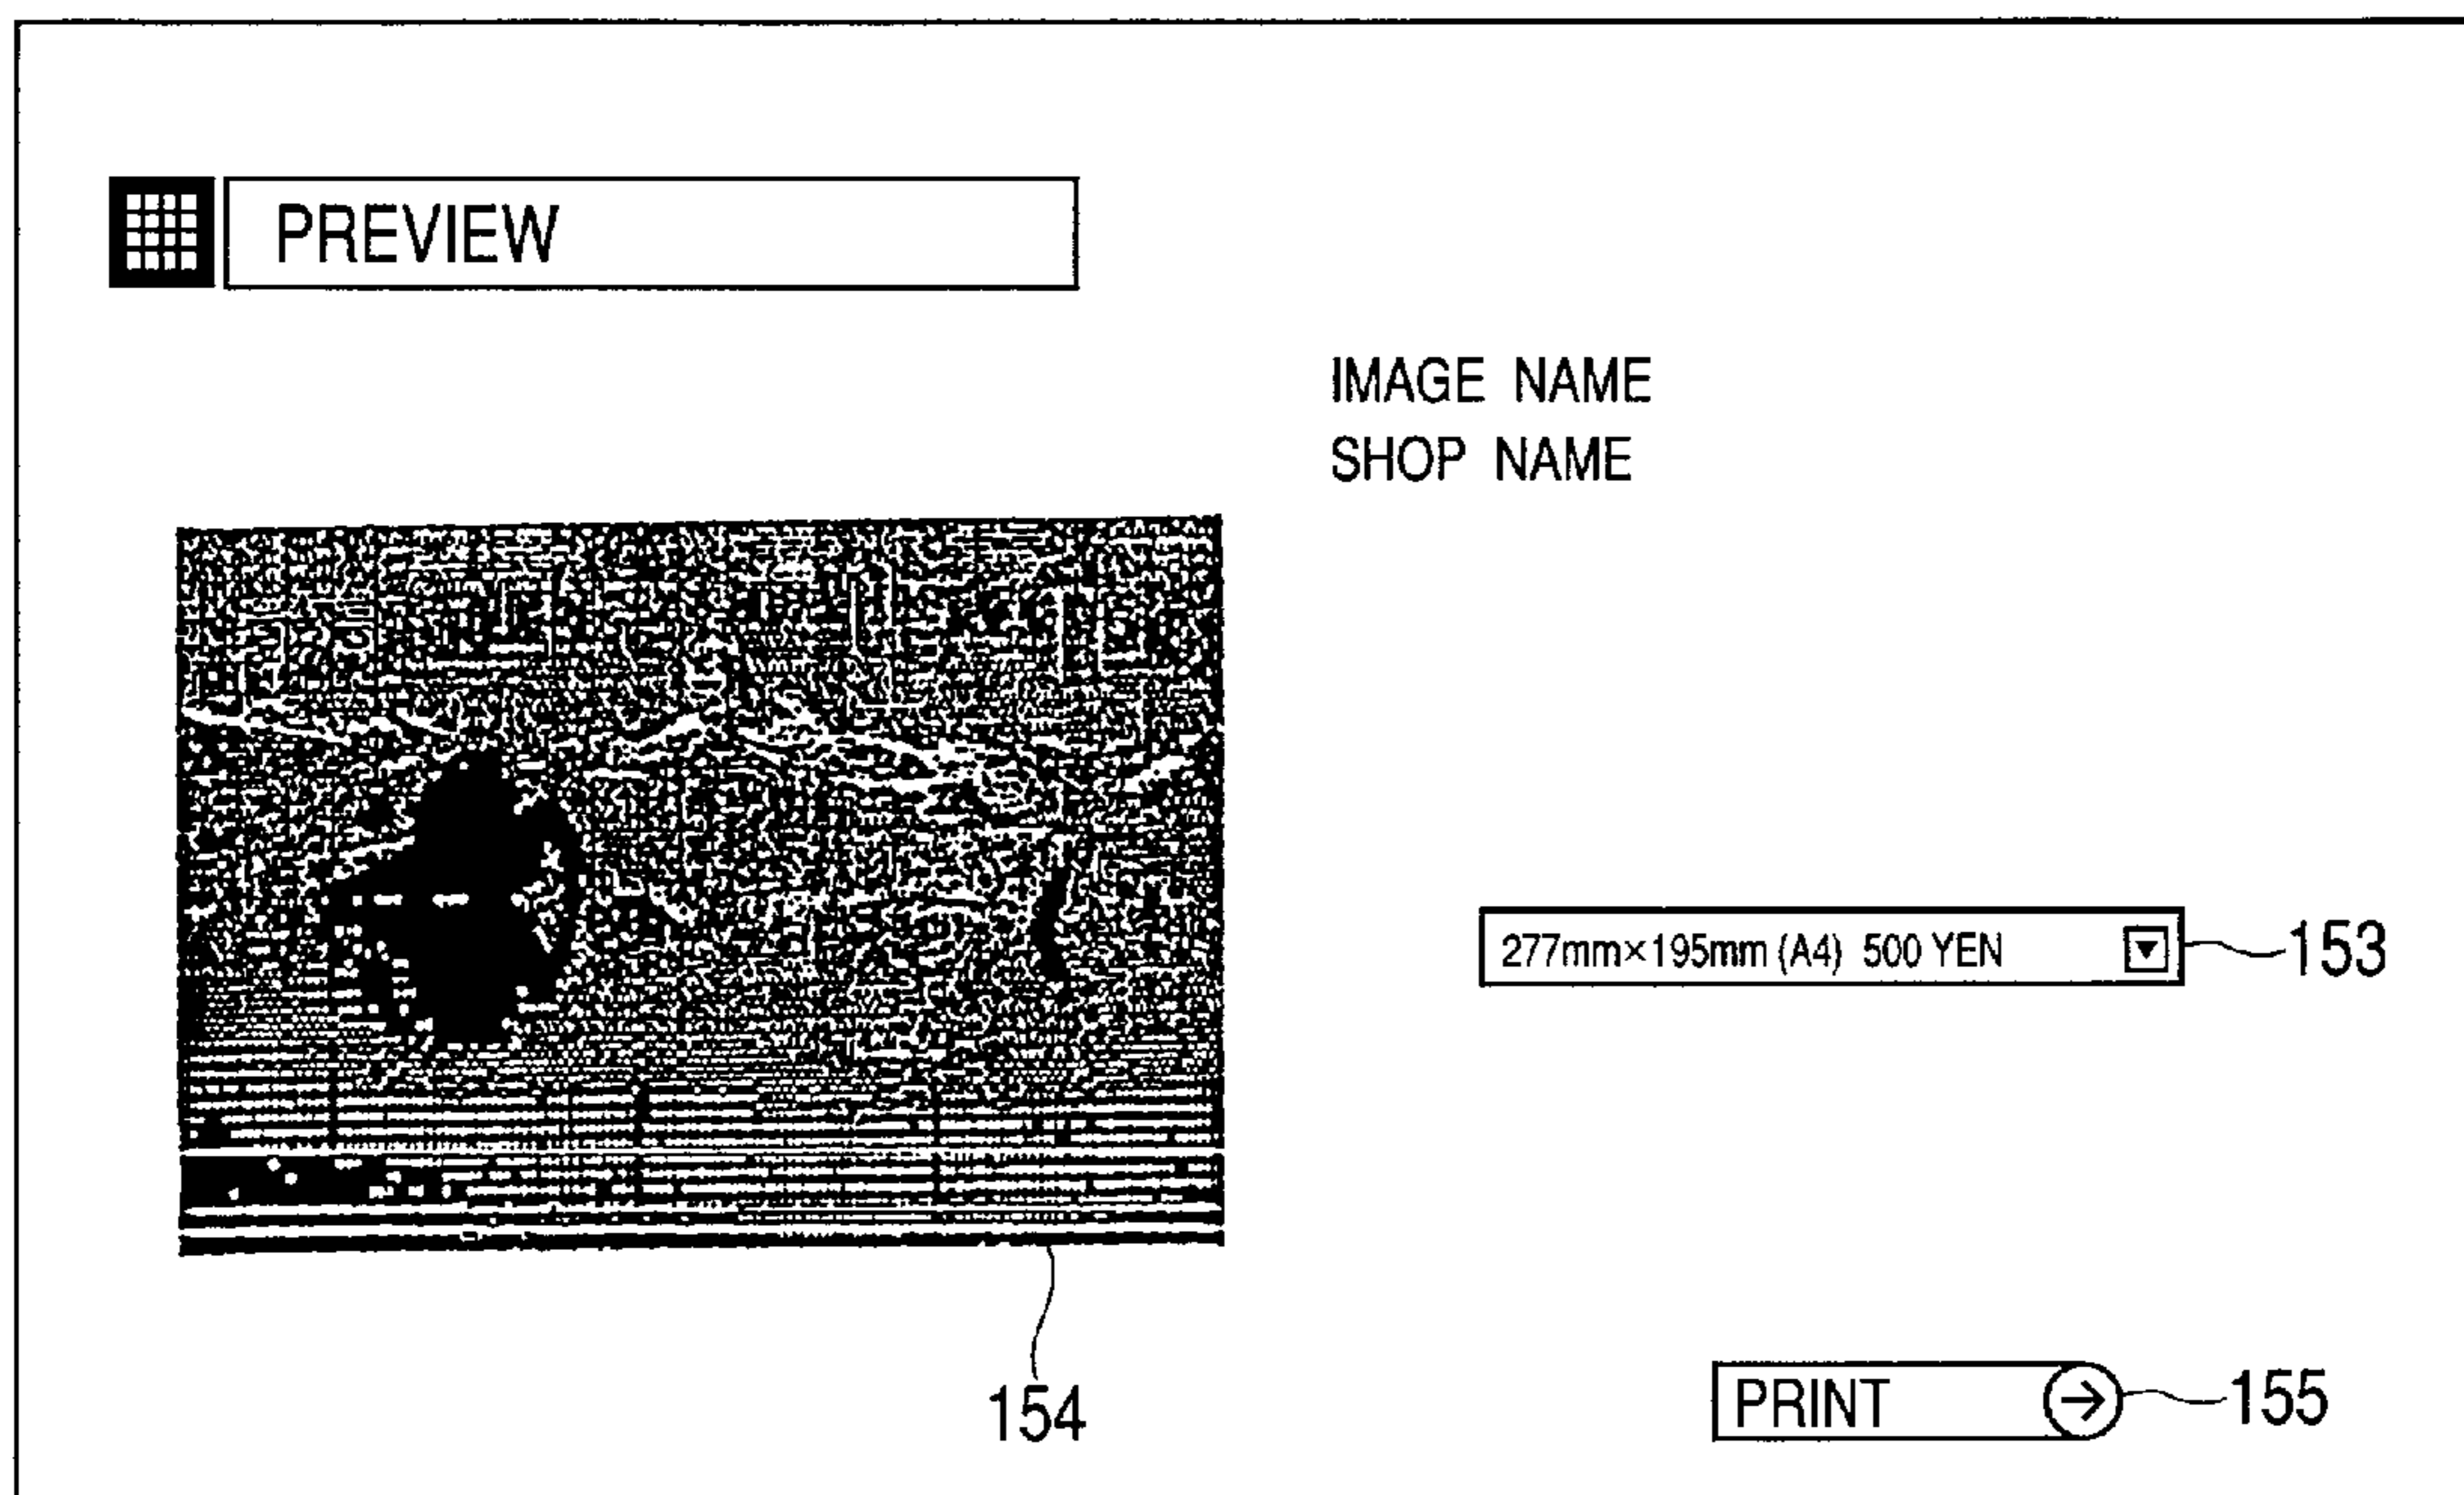 PREVIEW
IMAGE NAME
SHOP NAME
277mm×195mm (A4) 500 YEN
153
154
PRINT
155